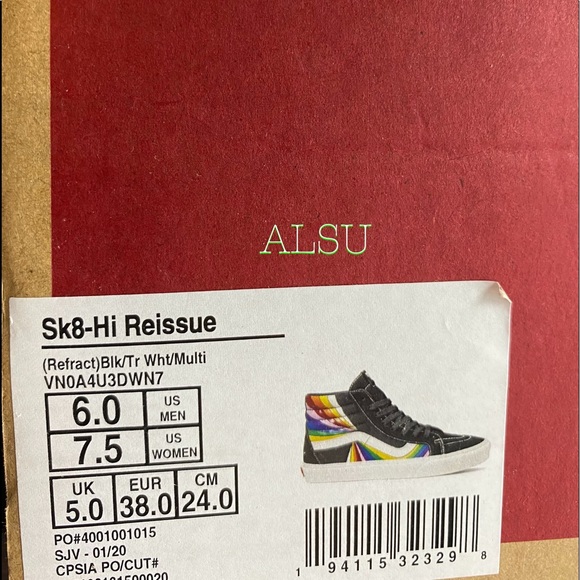 ALSU
Sk8-Hi Reissue
(Refract)Blk/Tr Wht/Multi
VN0A4U3DWN7
6.0 US MEN
7.5 US WOMEN
UK 5.0 EUR 38.0 CM 24.0
PO#4001001015
SJV - 01/20
CPSIA PO/CUT#
1 94115 32329 8